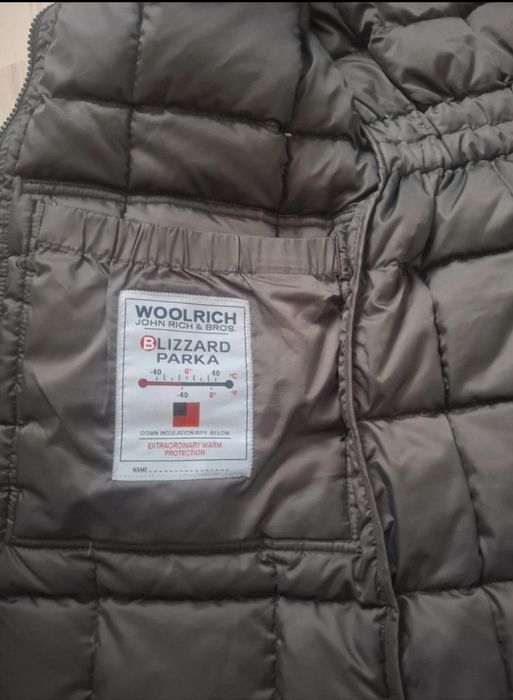 WOOLRICH
JOHN RICH & BROS.
BLIZZARD
PARKA
-40 0° 40 °C
-40 0° °F
DOWN INSULATION 40°F. BELOW
EXTRAORDINARY WARM
PROTECTION
NAME